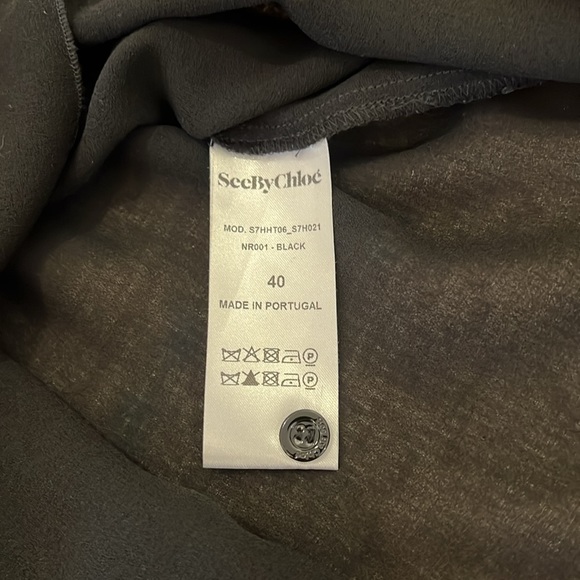 SeeByChloé
MOD. S7HHT06_S7H021
NR001 - BLACK
40
MADE IN PORTUGAL
P
P